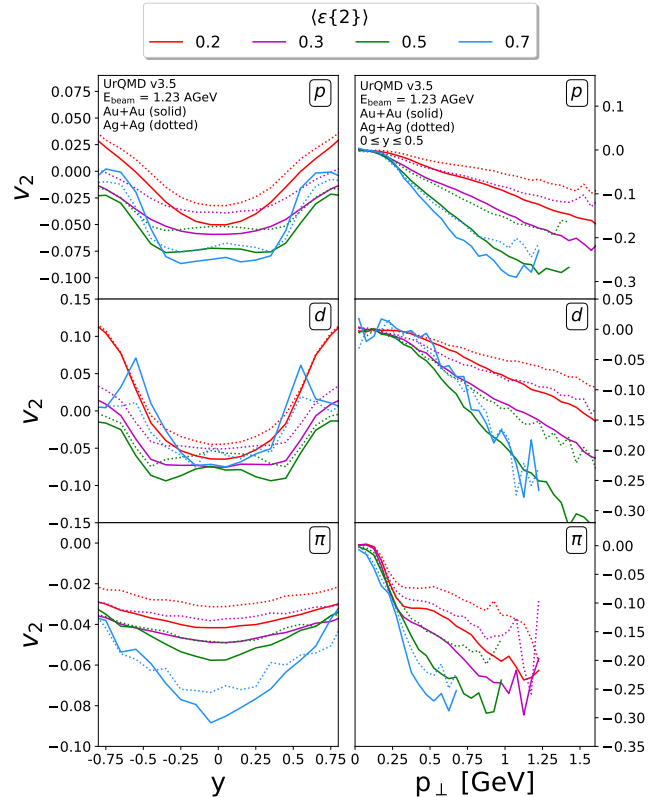 ⟨ε{2}⟩
0.2 0.3 0.5 0.7
UrQMD v3.5
E_beam = 1.23 AGeV
Au+Au (solid)
Ag+Ag (dotted)
p
0.075
0.050
0.025
0.000
−0.025
−0.050
−0.075
−0.100
v₂
UrQMD v3.5
E_beam = 1.23 AGeV
Au+Au (solid)
Ag+Ag (dotted)
0 ≤ y ≤ 0.5
p
0.1
0.0
−0.1
−0.2
−0.3
d
0.15
0.10
0.05
0.00
−0.05
−0.10
−0.15
v₂
d
0.05
0.00
−0.05
−0.10
−0.15
−0.20
−0.25
−0.30
π
0.00
−0.02
−0.04
−0.06
−0.08
−0.10
v₂
−0.75 −0.50 −0.25 0.00 0.25 0.50 0.75
y
π
0.00
−0.05
−0.10
−0.15
−0.20
−0.25
−0.30
−0.35
0 0.25 0.50 0.75 1 1.25 1.5
p⊥ [GeV]